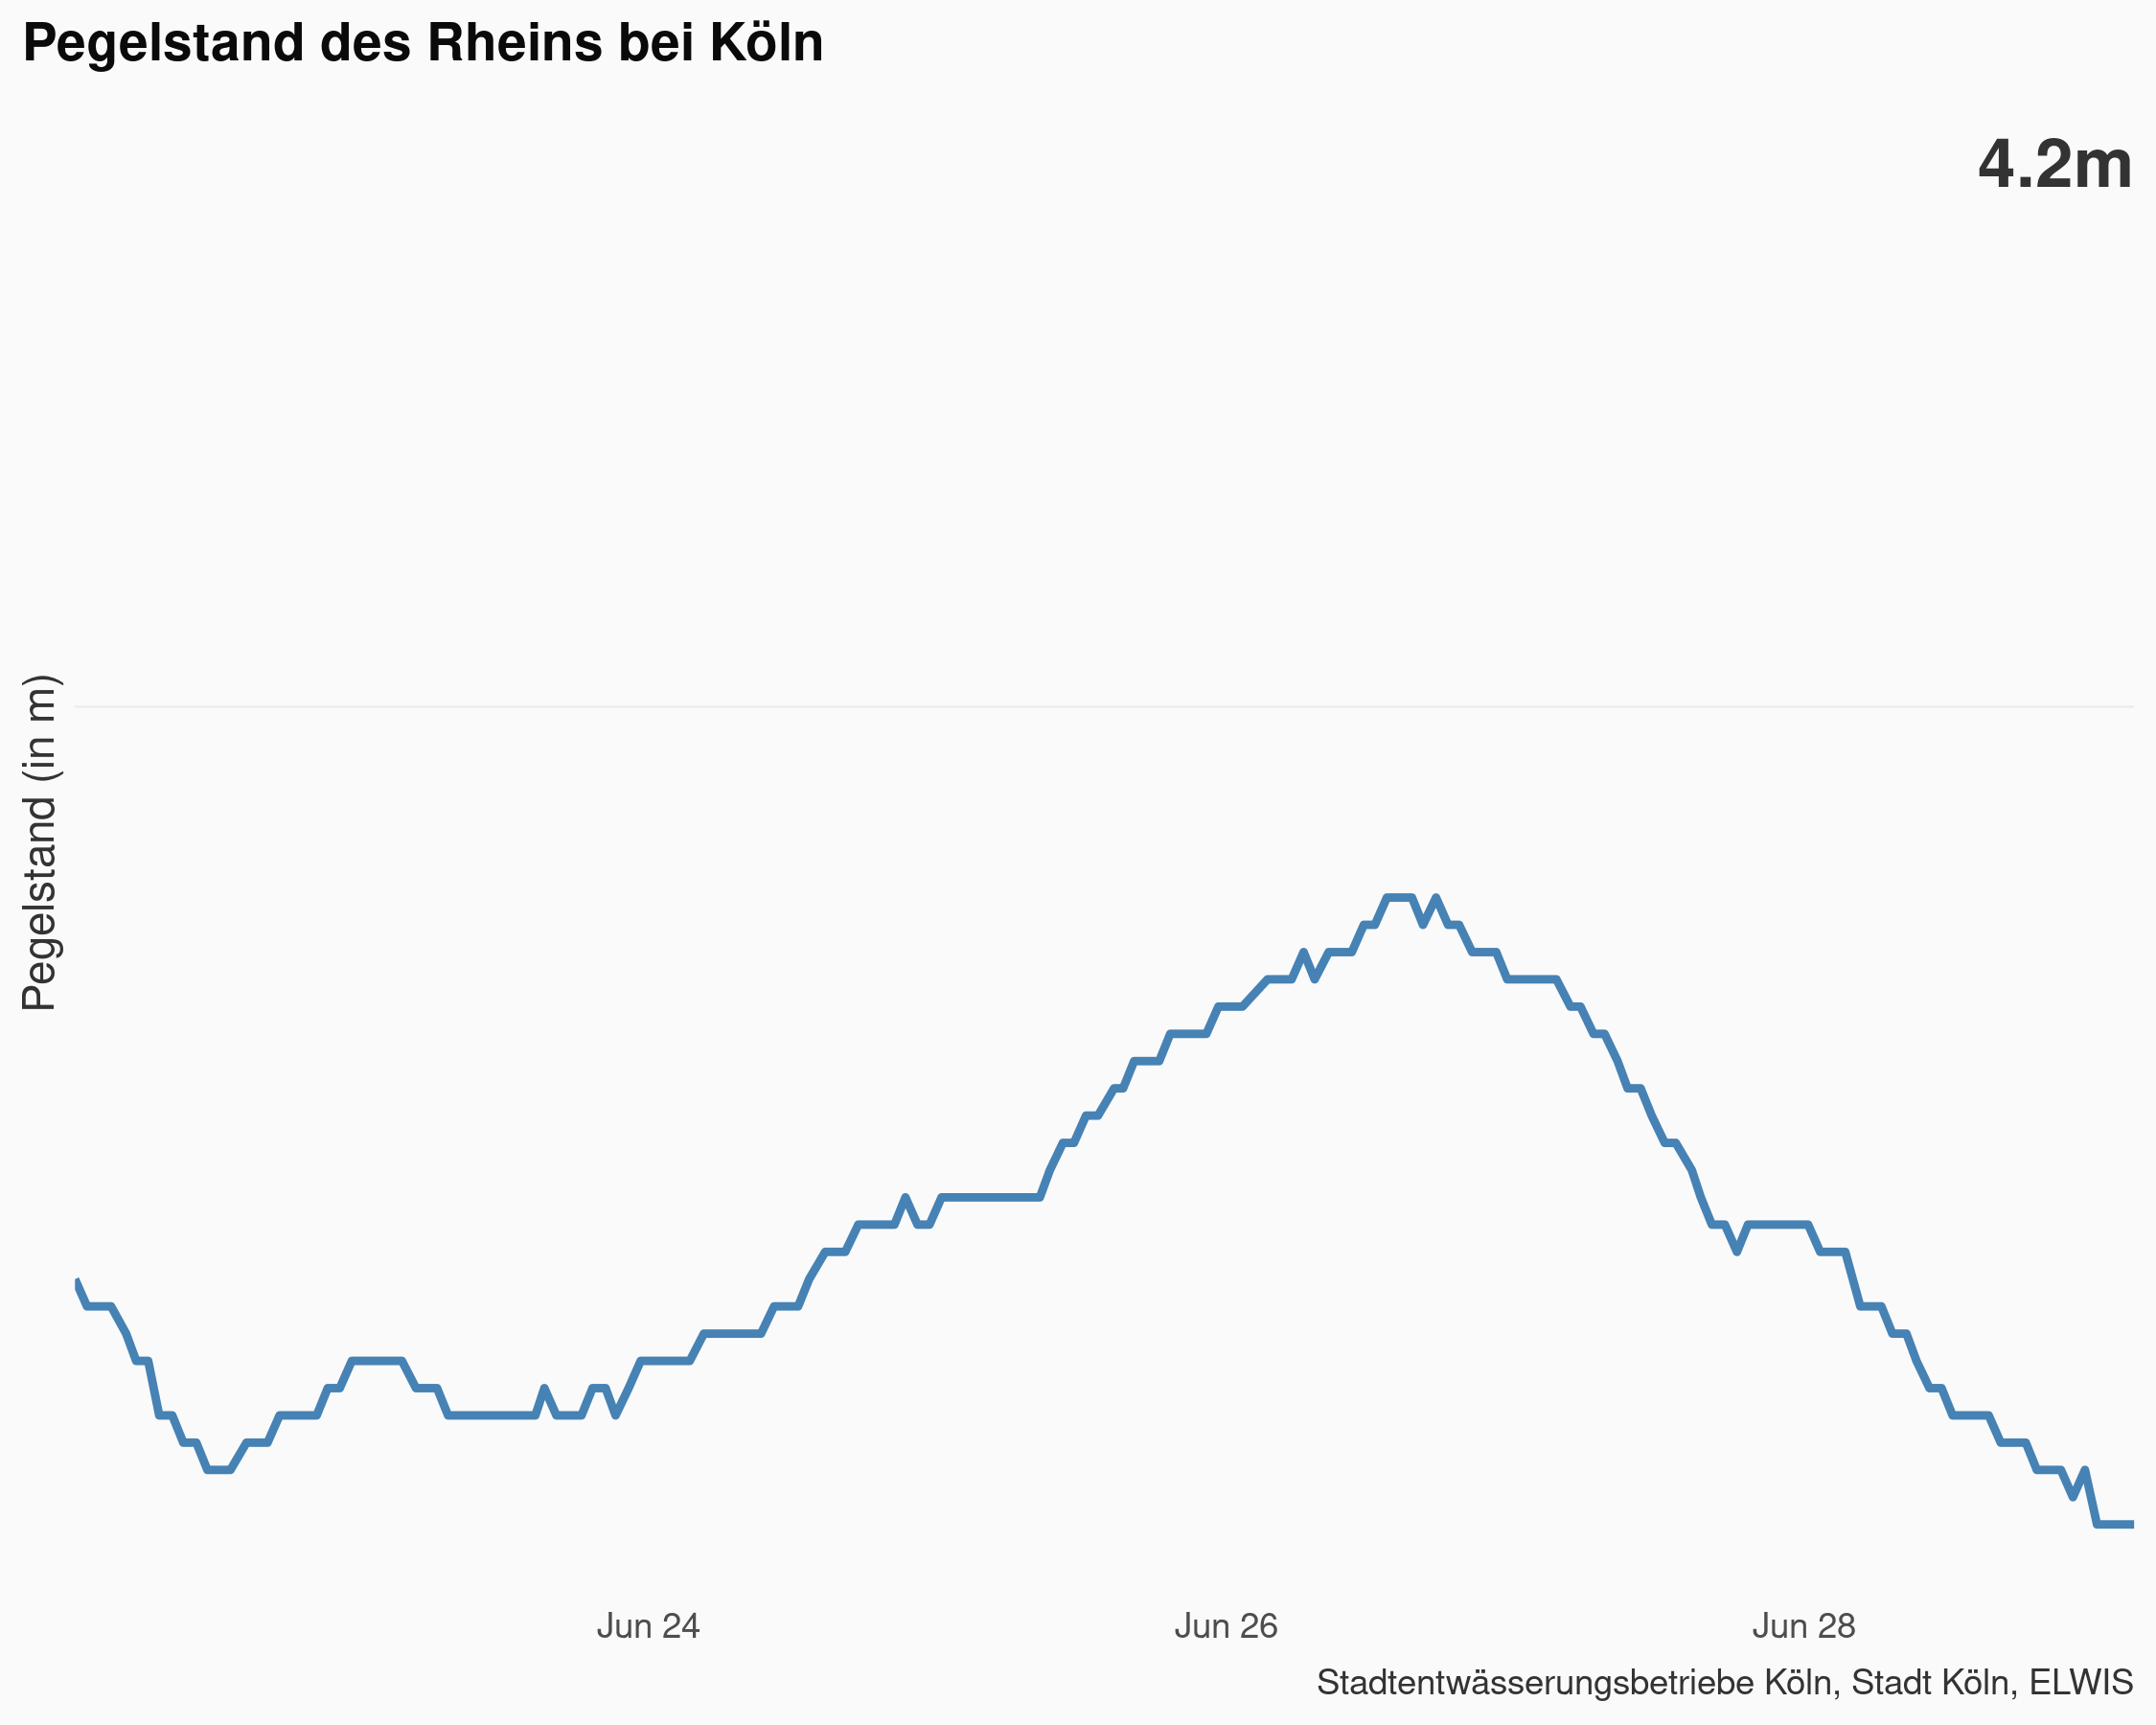 Pegelstand des Rheins bei Köln
4.2m
Pegelstand (in m)
Jun 24
Jun 26
Jun 28
Stadtentwässerungsbetriebe Köln, Stadt Köln, ELWIS